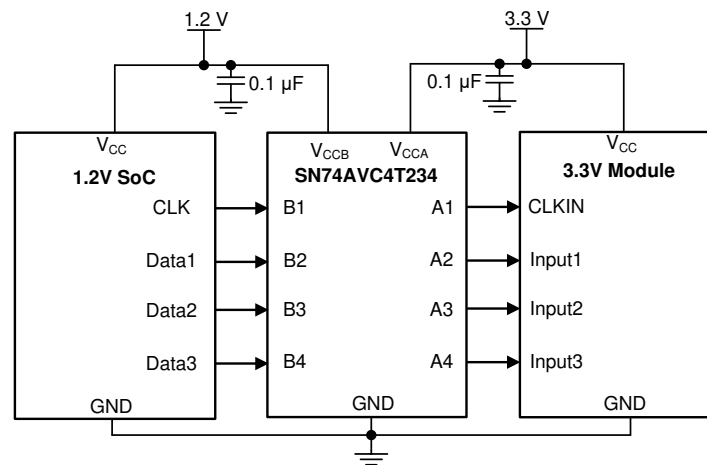 1.2 V
3.3 V
0.1 µF
0.1 µF
VCC
VCCB
VCCA
VCC
1.2V SoC
SN74AVC4T234
3.3V Module
CLK
B1
A1
CLKIN
Data1
B2
A2
Input1
Data2
B3
A3
Input2
Data3
B4
A4
Input3
GND
GND
GND